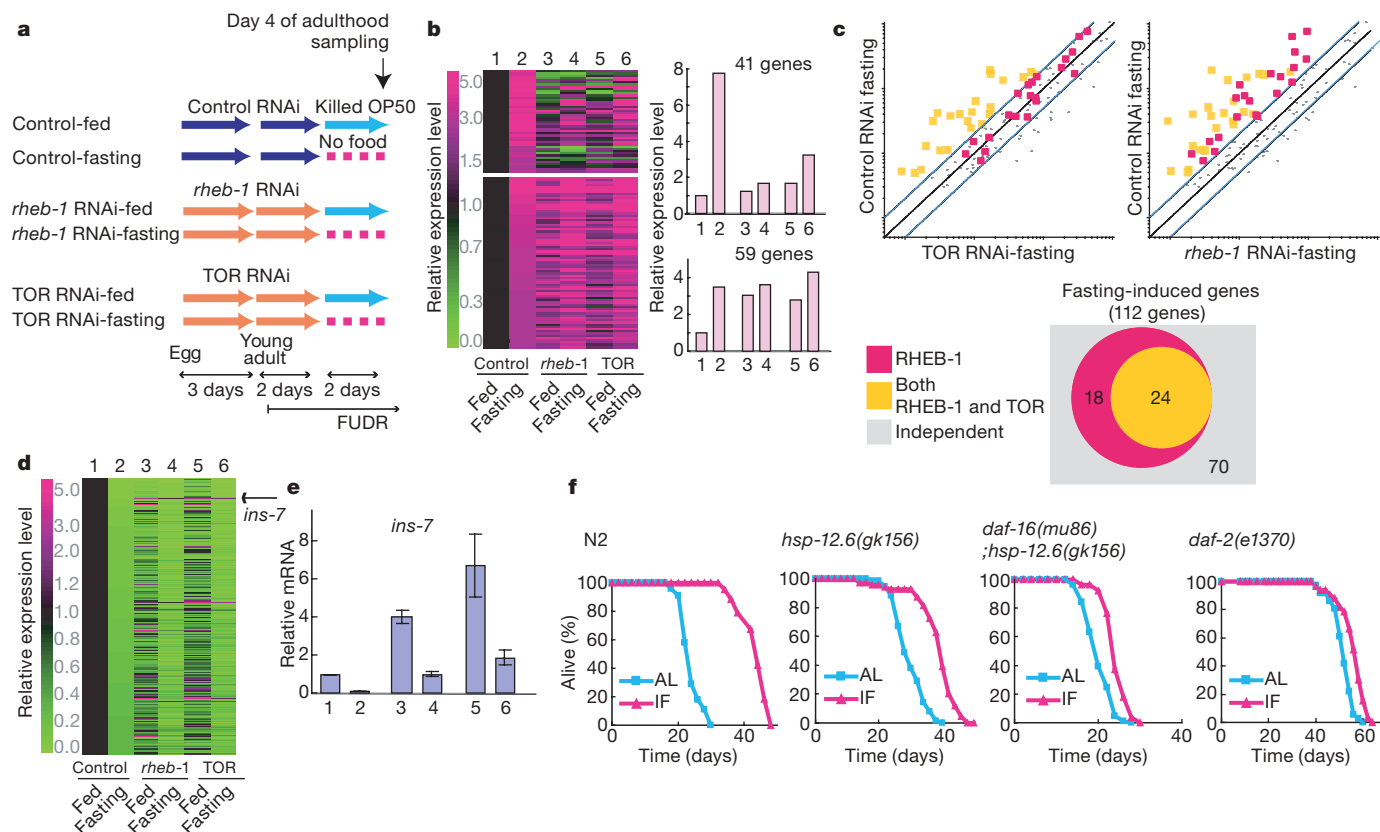 a
Day 4 of adulthood
sampling
Control RNAi
Killed OP50
Control-fed
No food
Control-fasting
rheb-1 RNAi
rheb-1 RNAi-fed
rheb-1 RNAi-fasting
TOR RNAi
TOR RNAi-fed
TOR RNAi-fasting
Egg
Young
adult
3 days
2 days
2 days
FUDR
b
1 2 3 4 5 6
Relative expression level
5.0
3.0
1.5
1.0
0.7
0.3
0.0
Control
rheb-1
TOR
Fed
Fasting
Fed
Fasting
Fed
Fasting
Relative expression level
41 genes
8
6
4
2
0
1 2 3 4 5 6
59 genes
4
2
0
1 2 3 4 5 6
c
Control RNAi fasting
TOR RNAi-fasting
Control RNAi fasting
rheb-1 RNAi-fasting
Fasting-induced genes
(112 genes)
RHEB-1
Both
RHEB-1 and TOR
Independent
18
24
70
d
1 2 3 4 5 6
Relative expression level
5.0
3.0
2.0
1.2
1.0
0.8
0.6
0.4
0.2
0.0
ins-7
Control
rheb-1
TOR
Fed
Fasting
Fed
Fasting
Fed
Fasting
e
ins-7
Relative mRNA
8
6
4
2
0
1 2 3 4 5 6
f
N2
Alive (%)
100
80
60
40
20
0
AL
IF
0 20 40
Time (days)
hsp-12.6(gk156)
100
80
60
40
20
0
AL
IF
0 20 40
Time (days)
daf-16(mu86)
;hsp-12.6(gk156)
100
80
60
40
20
0
AL
IF
0 20 40
Time (days)
daf-2(e1370)
100
80
60
40
20
0
AL
IF
0 20 40 60
Time (days)